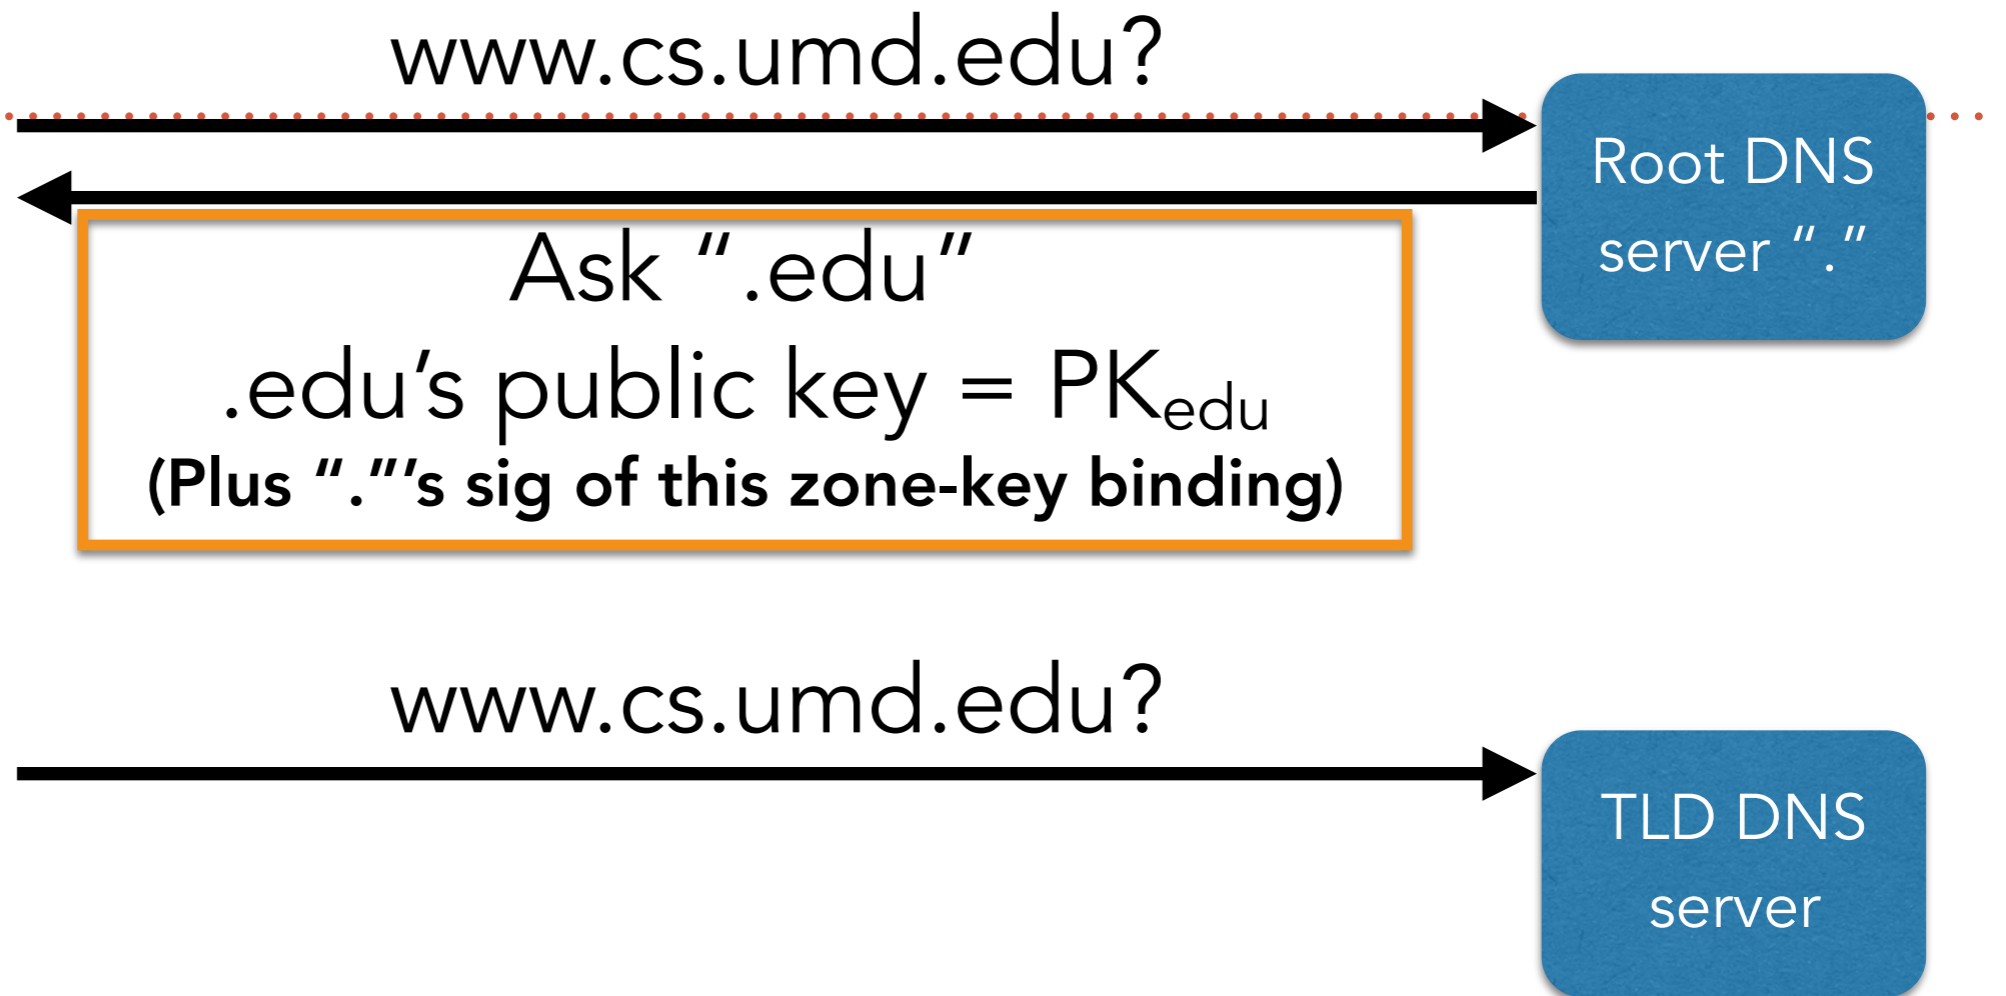 www.cs.umd.edu?
Root DNS
server “.”
Ask “.edu”
.edu’s public key = PKedu
(Plus “.”’s sig of this zone-key binding)
www.cs.umd.edu?
TLD DNS
server